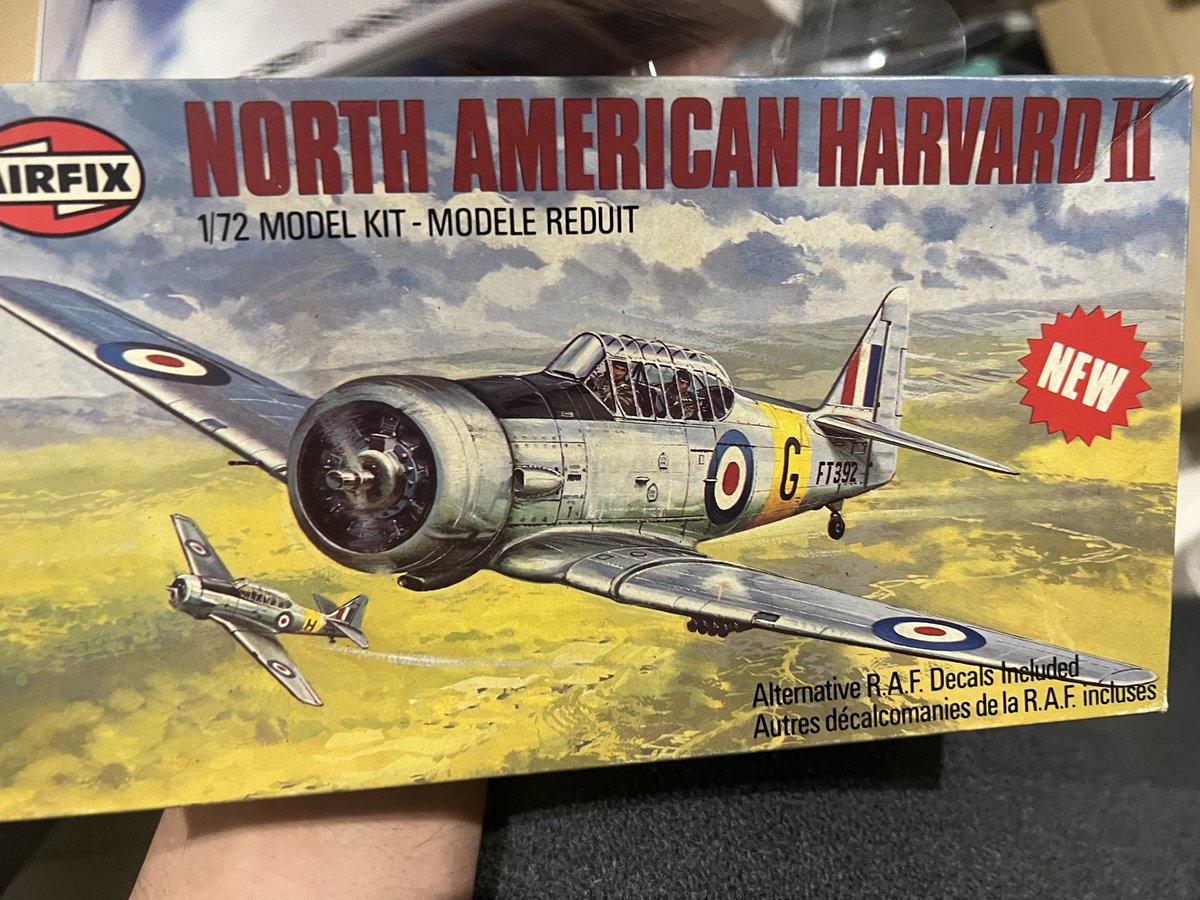 NORTH AMERICAN HARVARD II
AIRFIX
1/72 MODEL KIT - MODELE REDUIT
NEW
G
FT392
H
Alternative R.A.F. Decals Included
Autres décalcomanies de la R.A.F. incluses